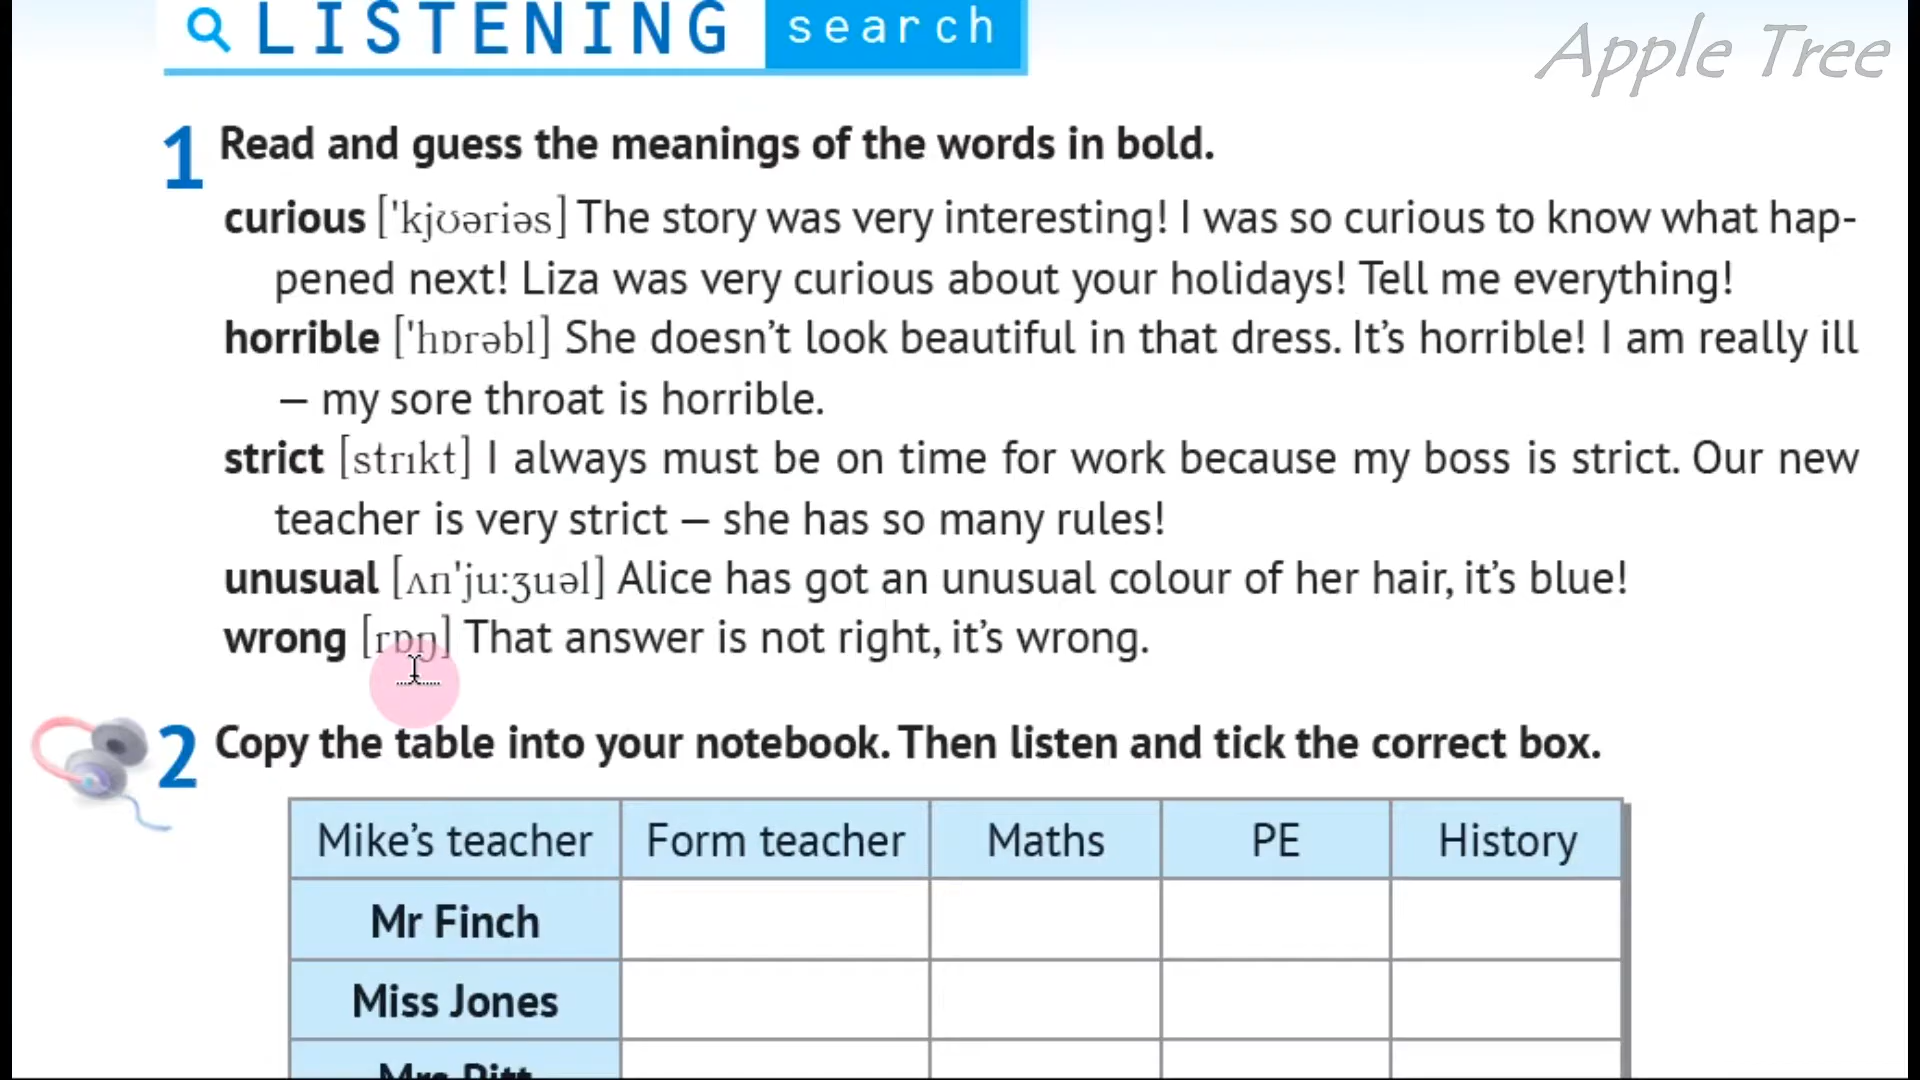 LISTENING search
Apple Tree
1 Read and guess the meanings of the words in bold.
curious ['kjʊəriəs] The story was very interesting! I was so curious to know what hap-
pened next! Liza was very curious about your holidays! Tell me everything!
horrible ['hɒrəbl] She doesn’t look beautiful in that dress. It’s horrible! I am really ill
— my sore throat is horrible.
strict [strıkt] I always must be on time for work because my boss is strict. Our new
teacher is very strict — she has so many rules!
unusual [ʌn'ju:ʒuəl] Alice has got an unusual colour of her hair, it’s blue!
wrong [rɒŋ] That answer is not right, it’s wrong.
2 Copy the table into your notebook. Then listen and tick the correct box.
Mike’s teacher Form teacher Maths PE History
Mr Finch
Miss Jones
Mrs Pitt